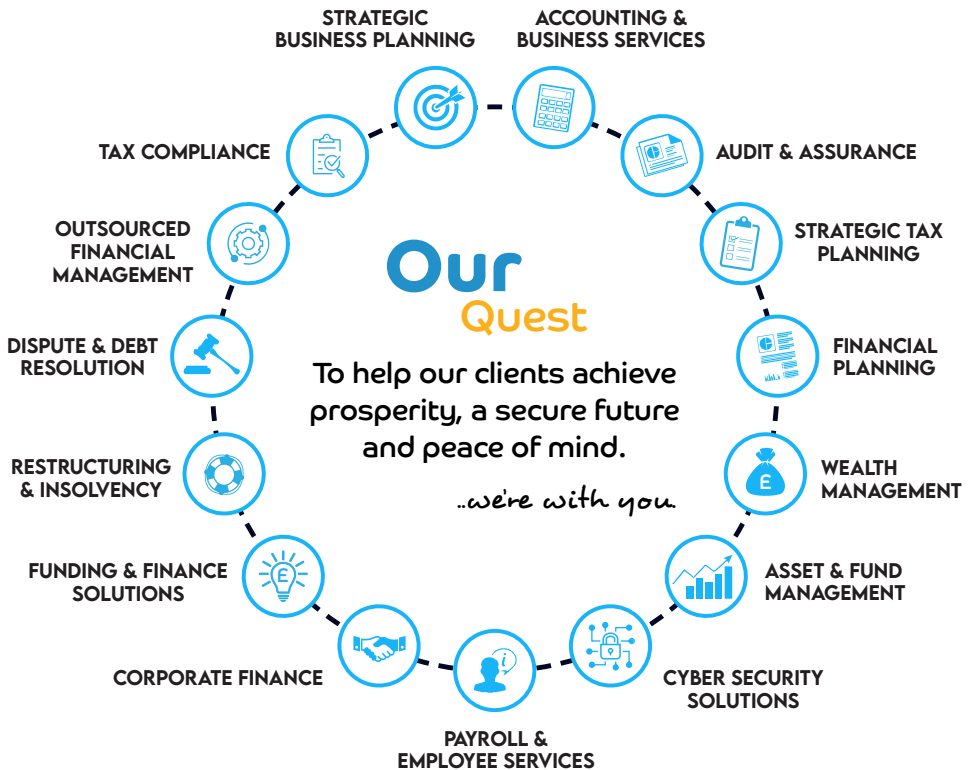 STRATEGIC
BUSINESS PLANNING
ACCOUNTING &
BUSINESS SERVICES
AUDIT & ASSURANCE
STRATEGIC TAX
PLANNING
FINANCIAL
PLANNING
WEALTH
MANAGEMENT
ASSET & FUND
MANAGEMENT
CYBER SECURITY
SOLUTIONS
PAYROLL &
EMPLOYEE SERVICES
CORPORATE FINANCE
FUNDING & FINANCE
SOLUTIONS
RESTRUCTURING
& INSOLVENCY
DISPUTE & DEBT
RESOLUTION
OUTSOURCED
FINANCIAL
MANAGEMENT
TAX COMPLIANCE
Our
Quest
To help our clients achieve
prosperity, a secure future
and peace of mind.
..we're with you.
£
£
i